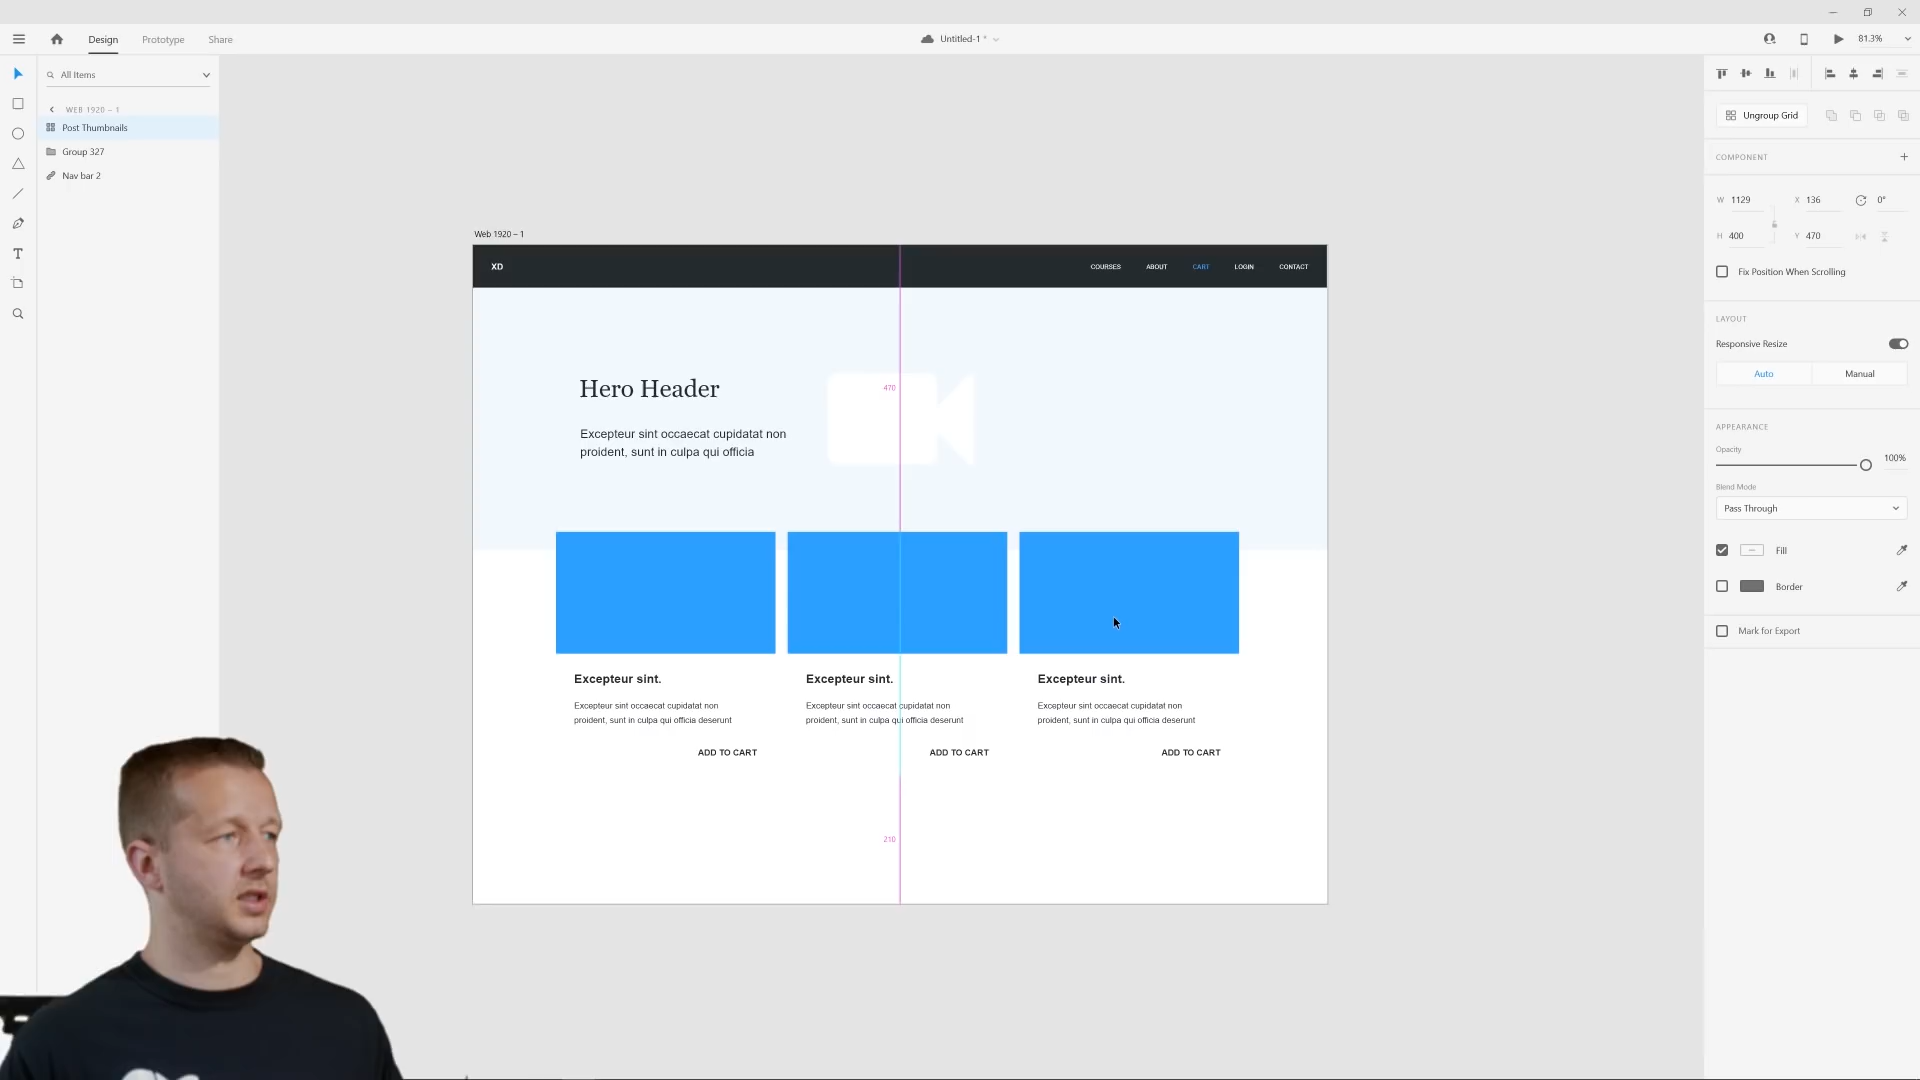 Design
Prototype
Share
Untitled-1 *
81.3%
All Items
WEB 1920 – 1
Post Thumbnails
Group 327
Nav bar 2
Web 1920 – 1
XD
COURSES
ABOUT
CART
LOGIN
CONTACT
470
Hero Header
Excepteur sint occaecat cupidatat non
proident, sunt in culpa qui officia
Excepteur sint.
Excepteur sint occaecat cupidatat non
proident, sunt in culpa qui officia deserunt
ADD TO CART
Excepteur sint.
Excepteur sint occaecat cupidatat non
proident, sunt in culpa qui officia deserunt
ADD TO CART
Excepteur sint.
Excepteur sint occaecat cupidatat non
proident, sunt in culpa qui officia deserunt
ADD TO CART
210
Ungroup Grid
COMPONENT
W 1129
X 136
0°
H 400
Y 470
Fix Position When Scrolling
LAYOUT
Responsive Resize
Auto
Manual
APPEARANCE
Opacity
100%
Blend Mode
Pass Through
Fill
Border
Mark for Export